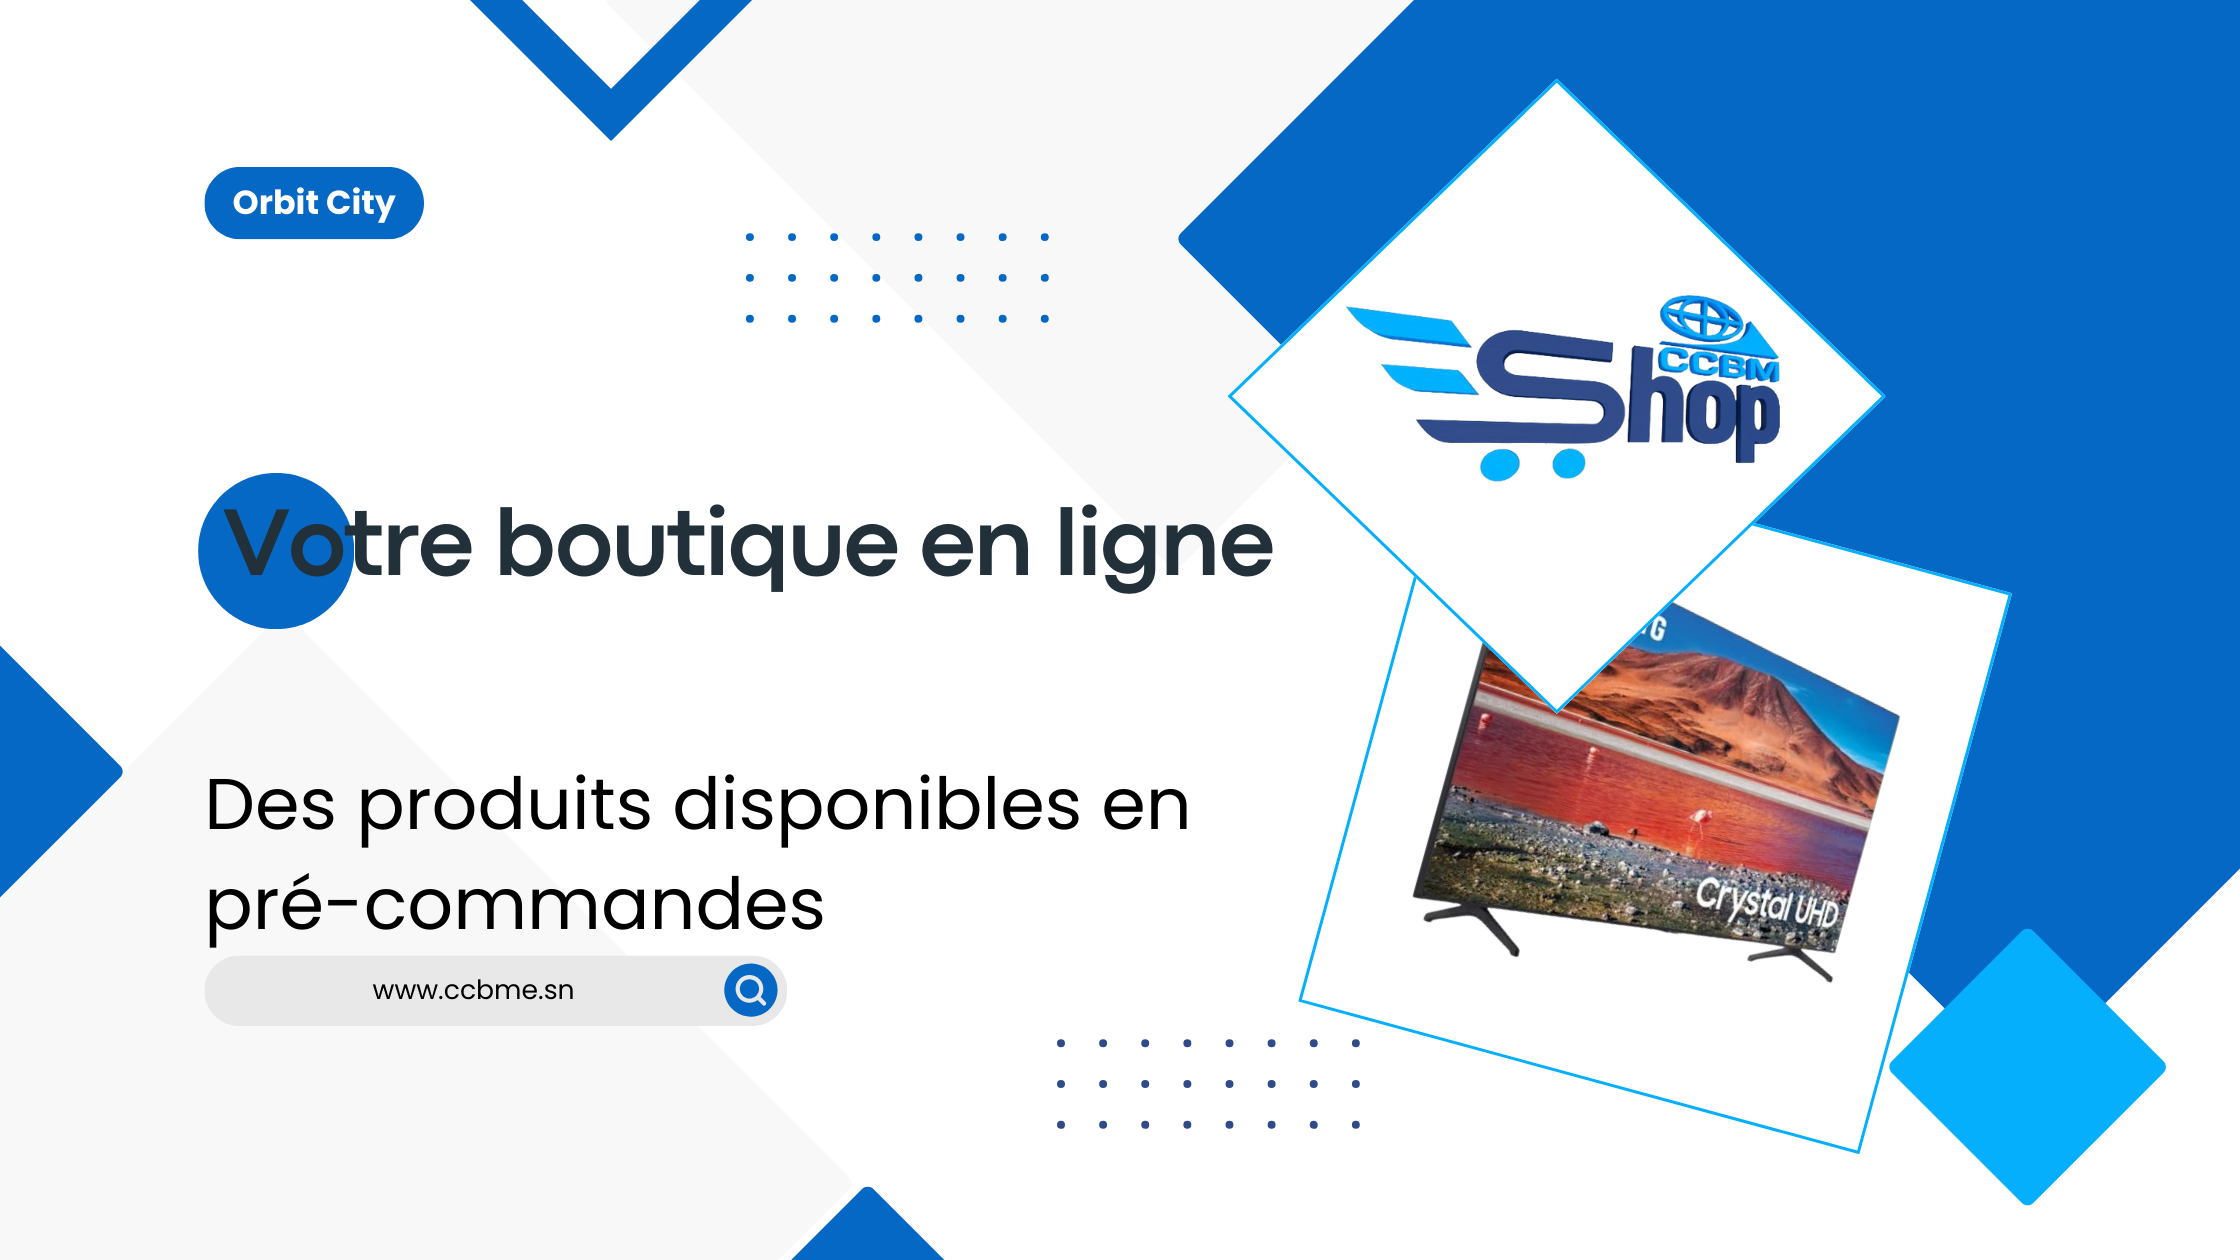 Orbit City
CCBM
Shop
Votre boutique en ligne
Des produits disponibles en
pré-commandes
www.ccbme.sn
Crystal UHD